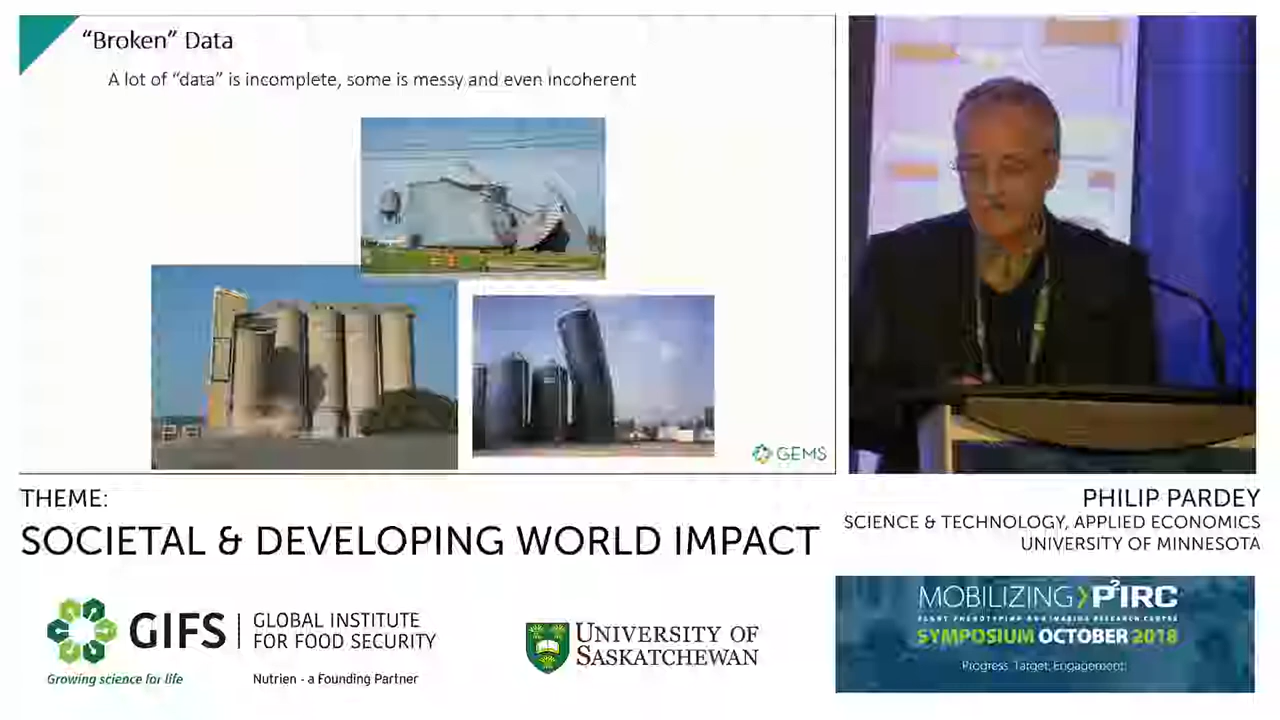 “Broken” Data
A lot of “data” is incomplete, some is messy and even incoherent
GEMS
THEME:
SOCIETAL & DEVELOPING WORLD IMPACT
PHILIP PARDEY
SCIENCE & TECHNOLOGY, APPLIED ECONOMICS
UNIVERSITY OF MINNESOTA
GIFS
GLOBAL INSTITUTE
FOR FOOD SECURITY
Growing science for life
Nutrien - a Founding Partner
UNIVERSITY OF
SASKATCHEWAN
MOBILIZING P²IRC
PLANT PHENOTYPING AND IMAGING RESEARCH CENTRE
SYMPOSIUM OCTOBER 2018
Progress. Target. Engagement.